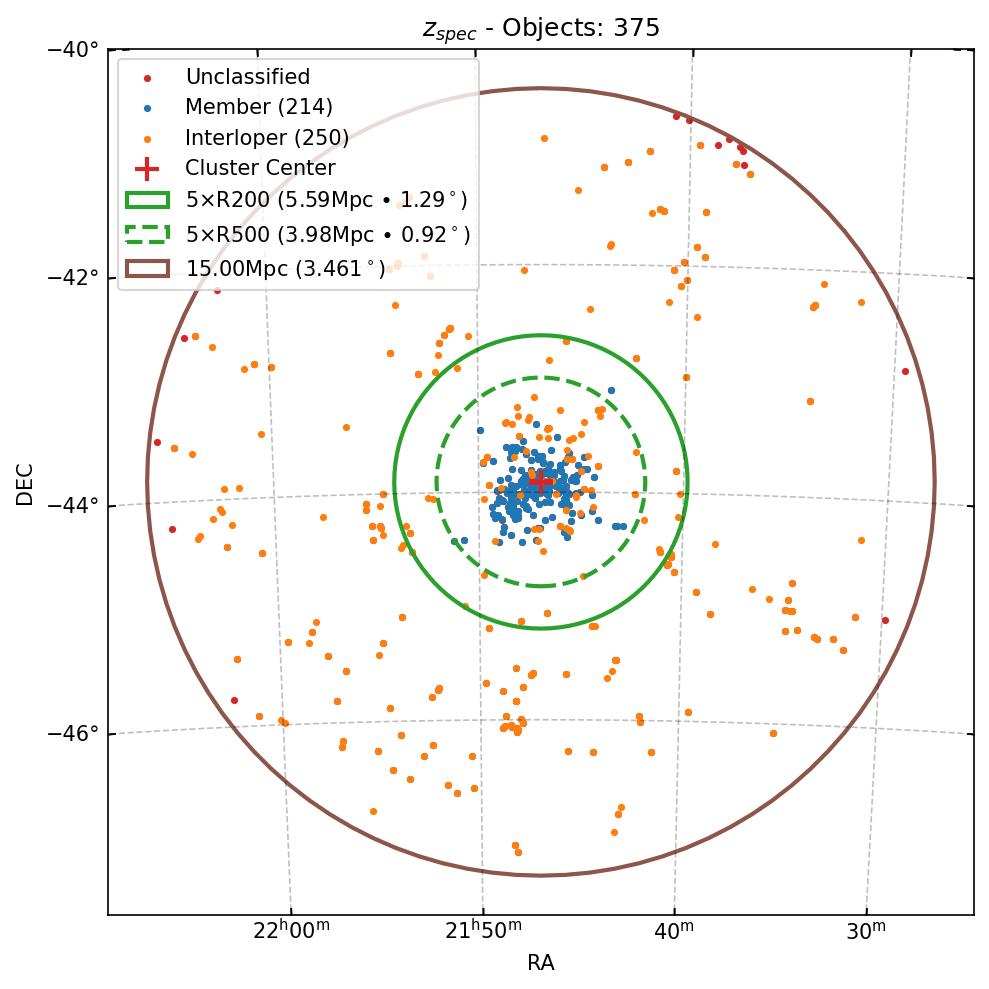 z_spec - Objects: 375
Unclassified
Member (214)
Interloper (250)
Cluster Center
5×R200 (5.59Mpc • 1.29°)
5×R500 (3.98Mpc • 0.92°)
15.00Mpc (3.461°)
−40°
−42°
−44°
−46°
DEC
22h00m 21h50m 40m 30m
RA